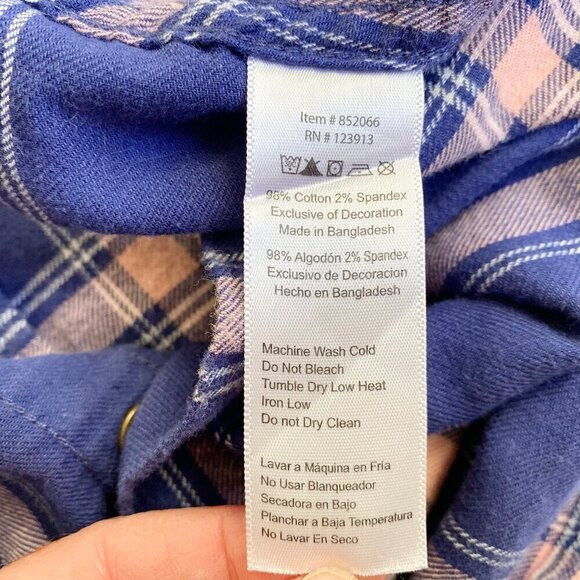 Item # 852066
RN # 123913
98% Cotton 2% Spandex
Exclusive of Decoration
Made in Bangladesh
98% Algodón 2% Spandex
Exclusivo de Decoracion
Hecho en Bangladesh
Machine Wash Cold
Do Not Bleach
Tumble Dry Low Heat
Iron Low
Do not Dry Clean
Lavar a Máquina en Fría
No Usar Blanqueador
Secadora en Bajo
Planchar a Baja Temperatura
No Lavar En Seco